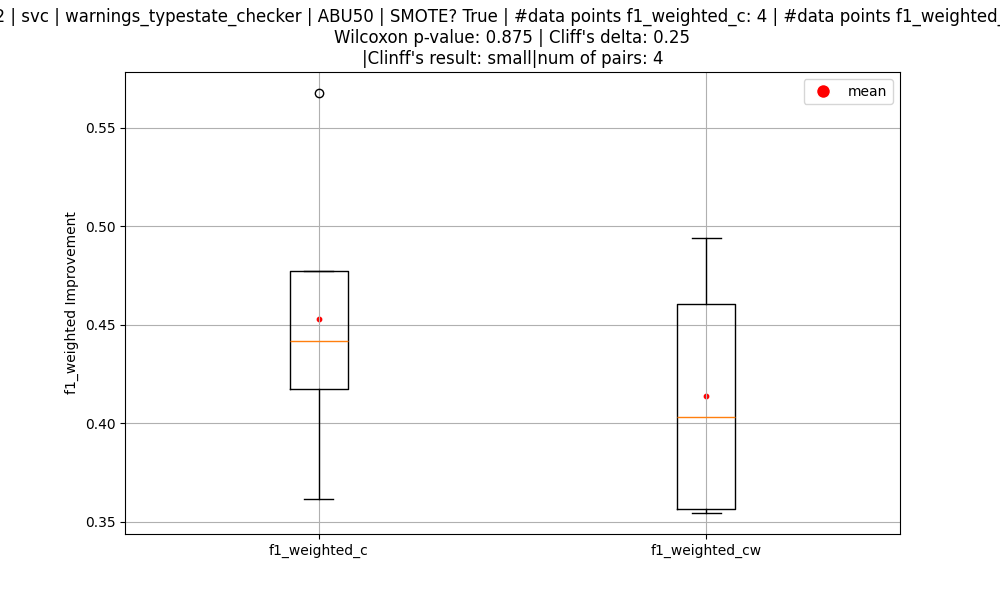 2 | svc | warnings_typestate_checker | ABU50 | SMOTE? True | #data points f1_weighted_c: 4 | #data points f1_weighted_
Wilcoxon p-value: 0.875 | Cliff's delta: 0.25
|Clinff's result: small|num of pairs: 4
mean
0.55
0.50
0.45
0.40
0.35
f1_weighted Improvement
f1_weighted_c f1_weighted_cw